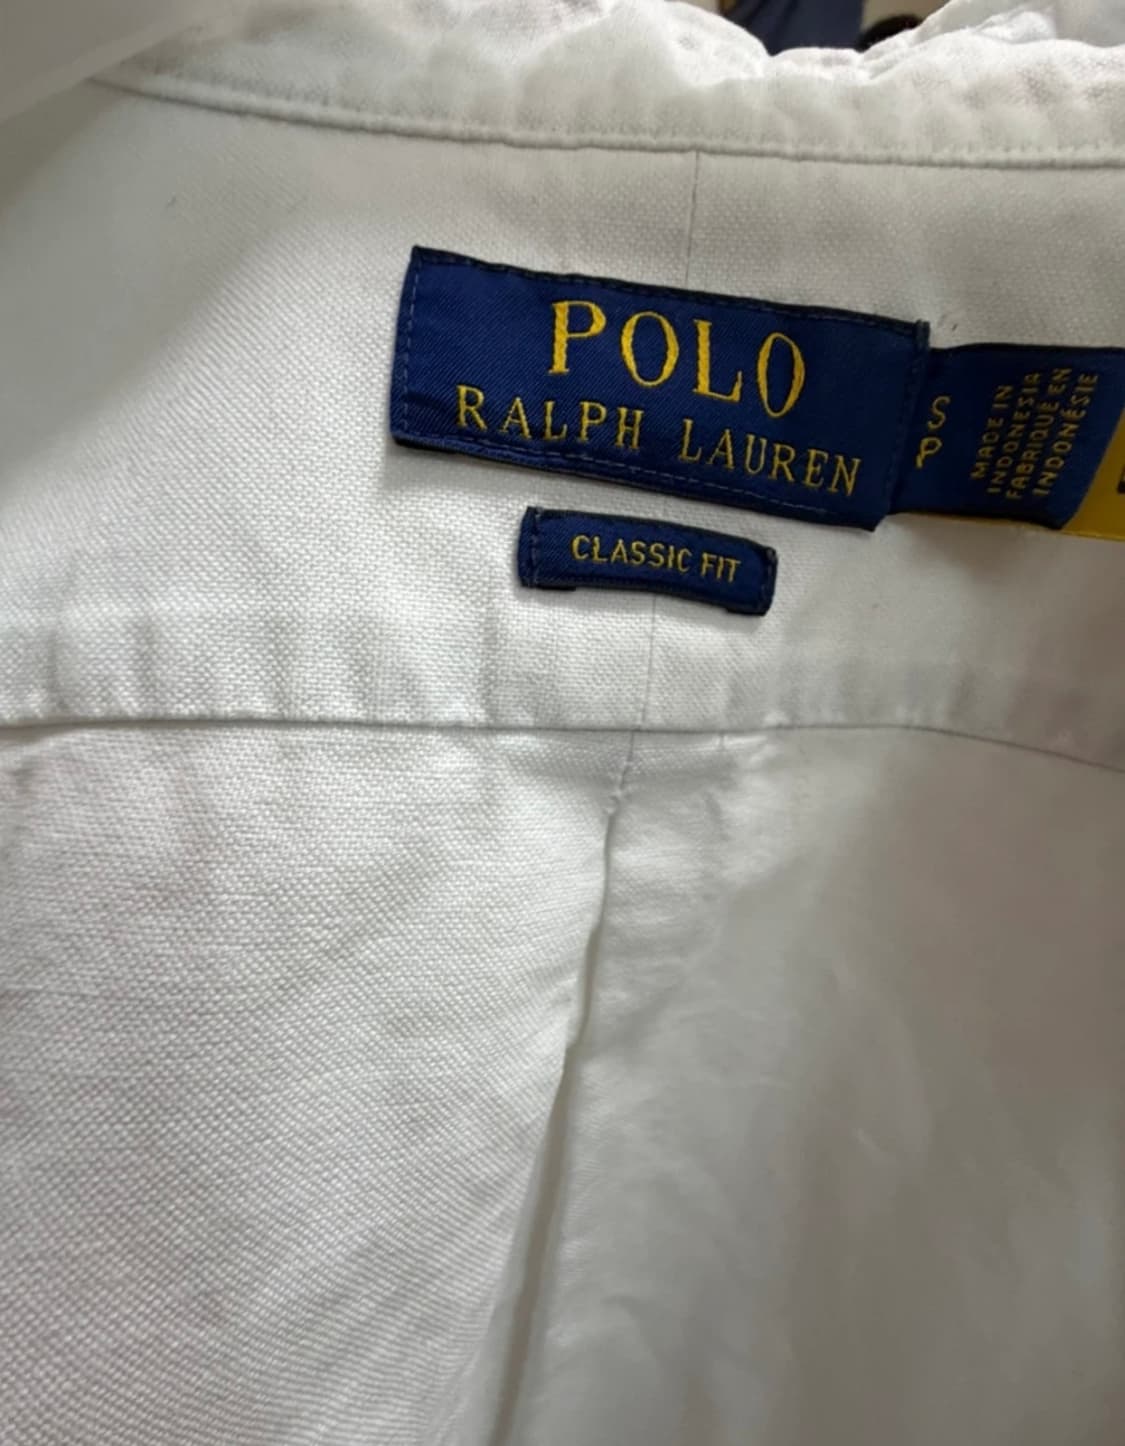 POLO
RALPH LAUREN
S
P
MADE IN
INDONESIA
FABRIQUÉ EN
INDONÉSIE
CLASSIC FIT